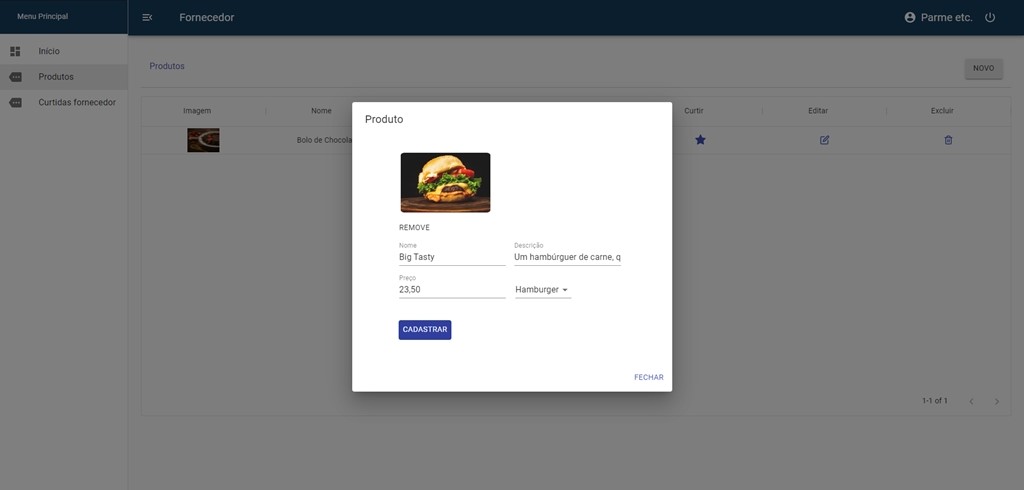 Menu Principal
Fornecedor
Parme etc.
Início
Produtos
Curtidas fornecedor
Produtos
NOVO
Imagem
Nome
Curtir
Editar
Excluir
Bolo de Chocola
Produto
REMOVE
Nome
Descrição
Big Tasty
Um hambúrguer de carne, q
Preço
23,50
Hamburger
CADASTRAR
FECHAR
1-1 of 1